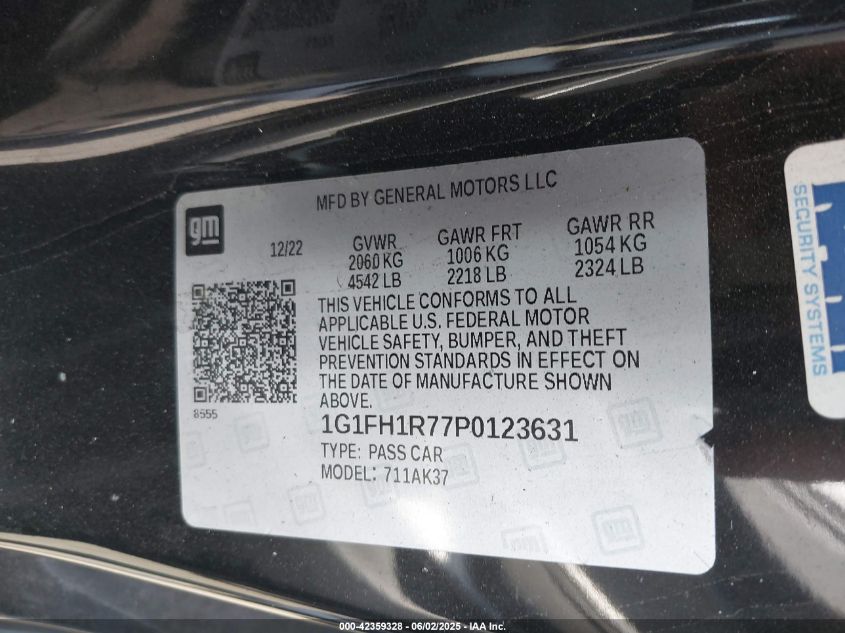 MFD BY GENERAL MOTORS LLC
gm
12/22
GVWR
2060 KG
4542 LB
GAWR FRT
1006 KG
2218 LB
GAWR RR
1054 KG
2324 LB
THIS VEHICLE CONFORMS TO ALL
APPLICABLE U.S. FEDERAL MOTOR
VEHICLE SAFETY, BUMPER, AND THEFT
PREVENTION STANDARDS IN EFFECT ON
THE DATE OF MANUFACTURE SHOWN
ABOVE.
8555
1G1FH1R77P0123631
TYPE: PASS CAR
MODEL: 711AK37
SECURITY SYSTEMS
000-42359328 - 06/02/2025 - IAAI.COM